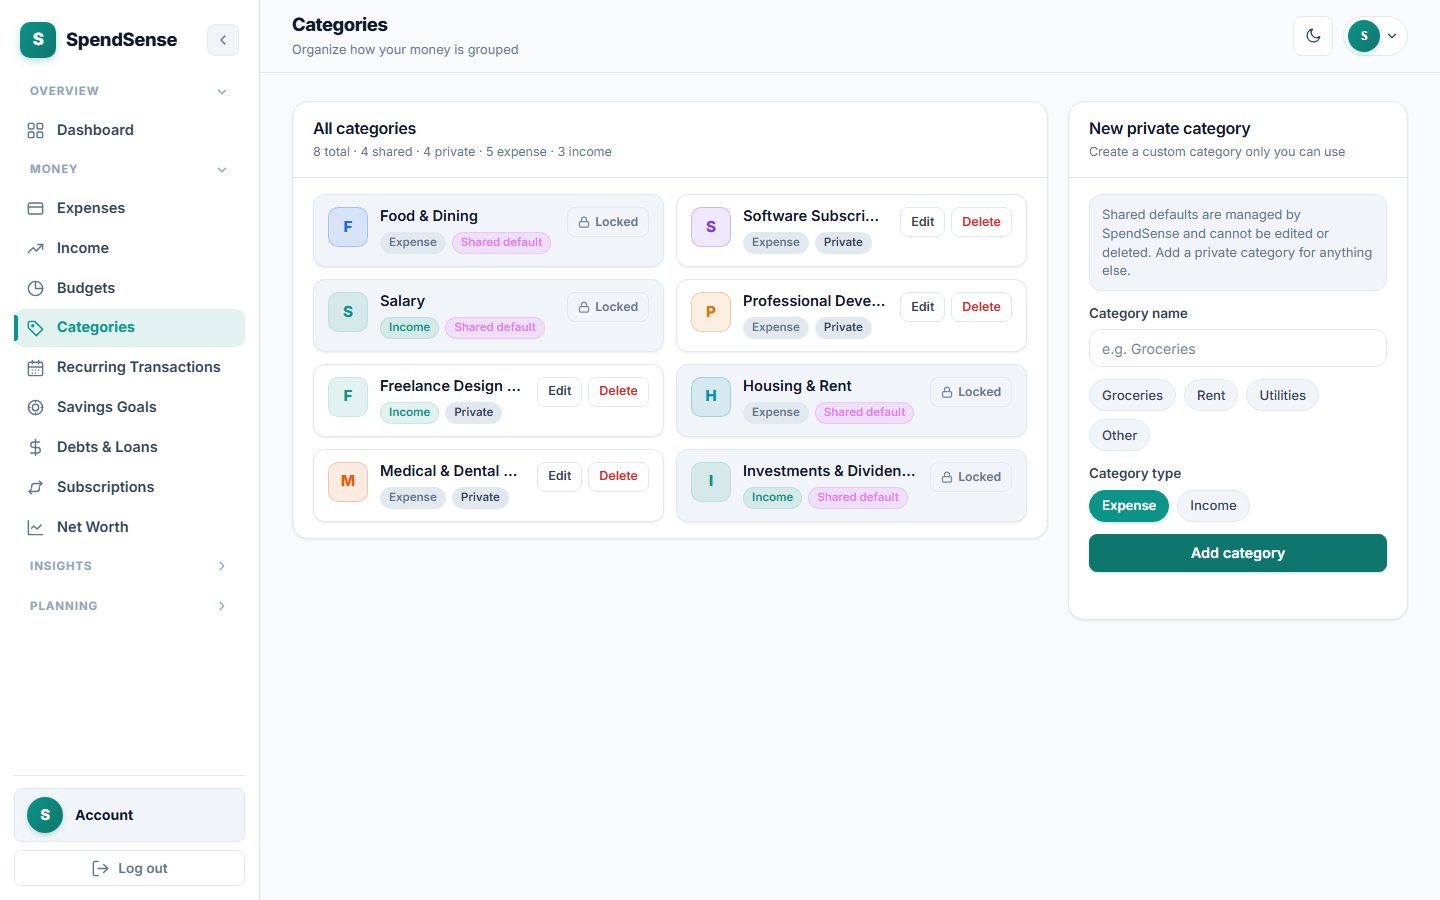 S SpendSense
OVERVIEW
Dashboard
MONEY
Expenses
Income
Budgets
Categories
Recurring Transactions
Savings Goals
Debts & Loans
Subscriptions
Net Worth
INSIGHTS
PLANNING
S Account
Log out
Categories
Organize how your money is grouped
S
All categories
8 total · 4 shared · 4 private · 5 expense · 3 income
F Food & Dining
Expense Shared default
Locked
S Software Subscri...
Expense Private
Edit Delete
S Salary
Income Shared default
Locked
P Professional Deve...
Expense Private
Edit Delete
F Freelance Design ...
Income Private
Edit Delete
H Housing & Rent
Expense Shared default
Locked
M Medical & Dental ...
Expense Private
Edit Delete
I Investments & Dividen...
Income Shared default
Locked
New private category
Create a custom category only you can use
Shared defaults are managed by
SpendSense and cannot be edited or
deleted. Add a private category for anything
else.
Category name
e.g. Groceries
Groceries Rent Utilities
Other
Category type
Expense Income
Add category